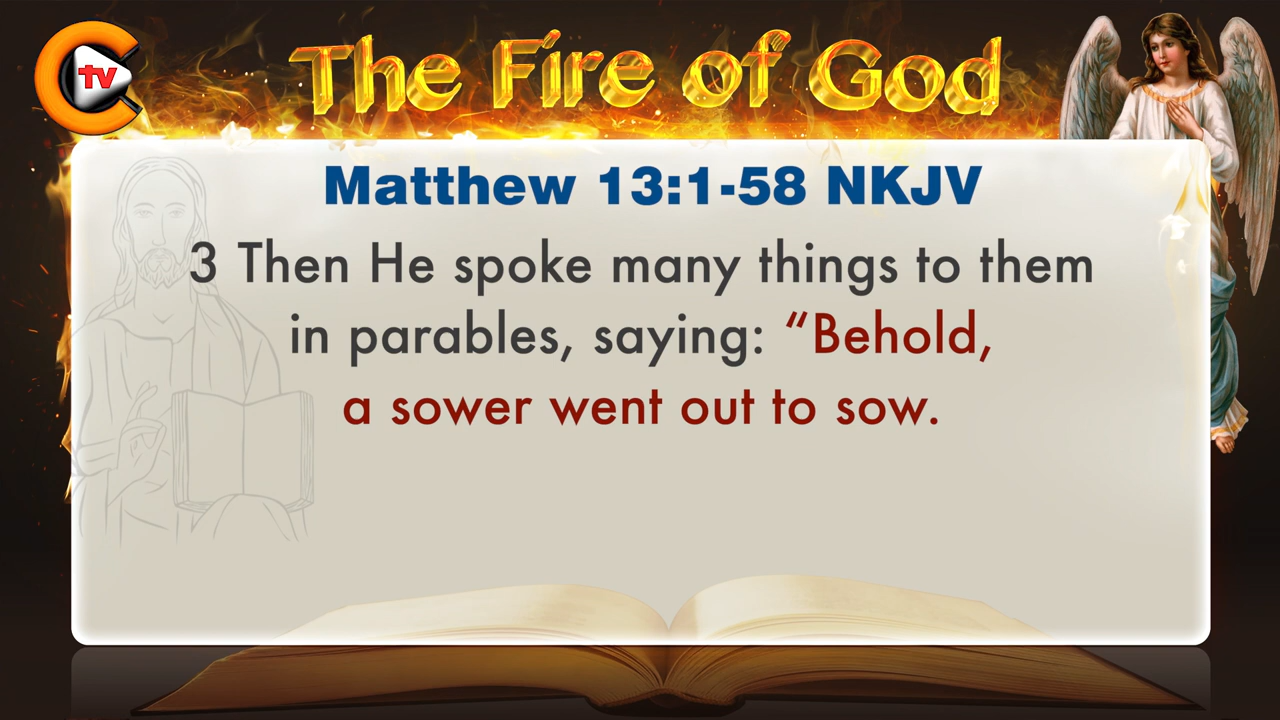 tv
The Fire of God
Matthew 13:1-58 NKJV
3 Then He spoke many things to them
in parables, saying: “Behold,
a sower went out to sow.